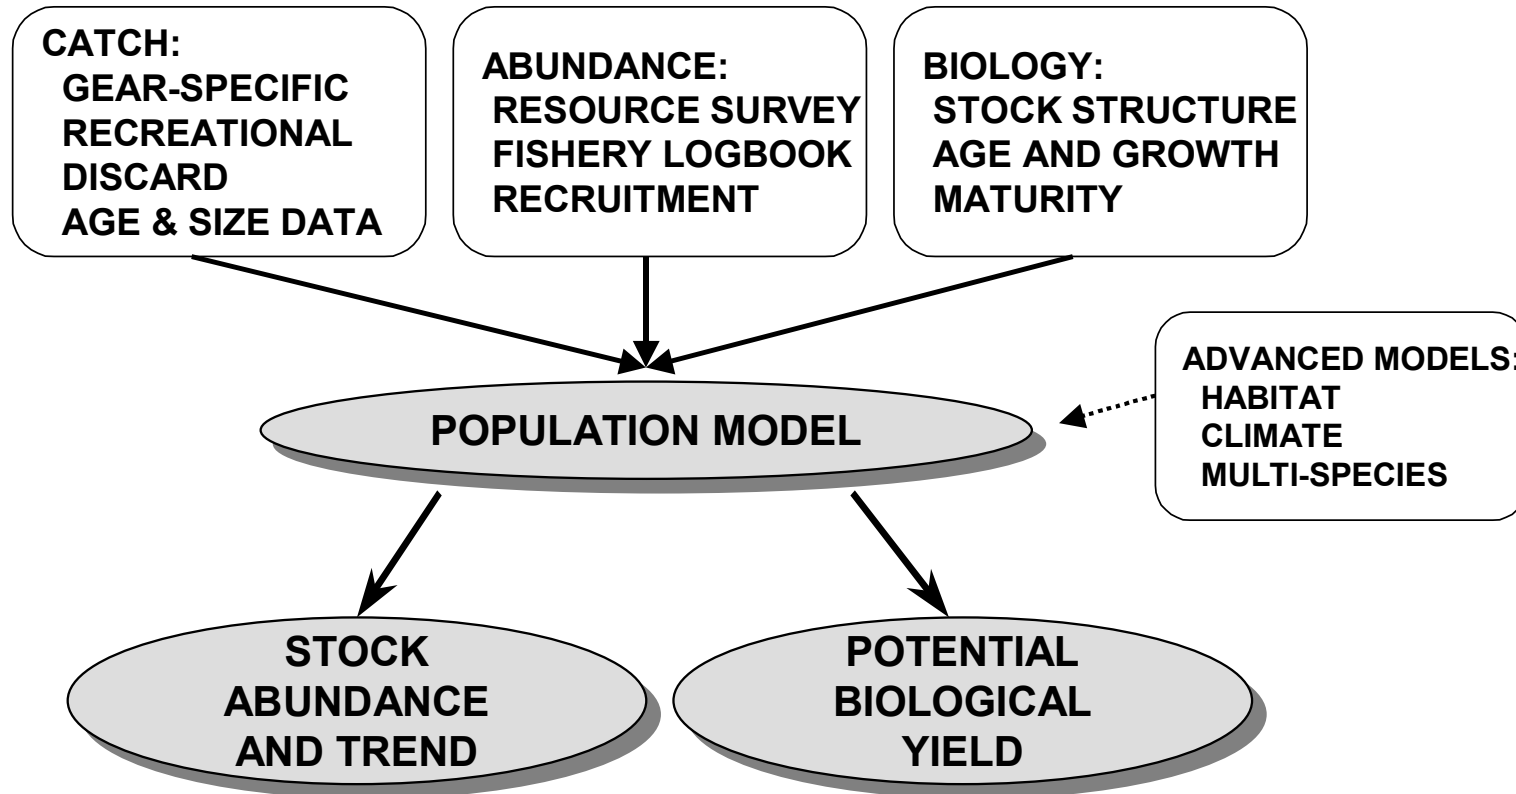 CATCH:
GEAR-SPECIFIC
RECREATIONAL
DISCARD
AGE & SIZE DATA
ABUNDANCE:
RESOURCE SURVEY
FISHERY LOGBOOK
RECRUITMENT
BIOLOGY:
STOCK STRUCTURE
AGE AND GROWTH
MATURITY
ADVANCED MODELS:
HABITAT
CLIMATE
MULTI-SPECIES
POPULATION MODEL
STOCK
ABUNDANCE
AND TREND
POTENTIAL
BIOLOGICAL
YIELD